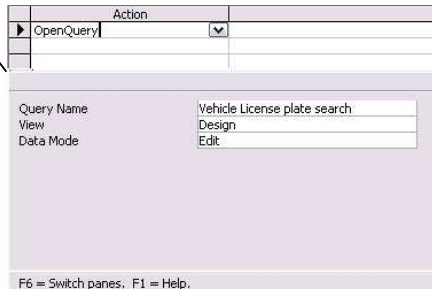 Action
OpenQuery
Query Name Vehicle License plate search
View Design
Data Mode Edit
F6 = Switch panes. F1 = Help.